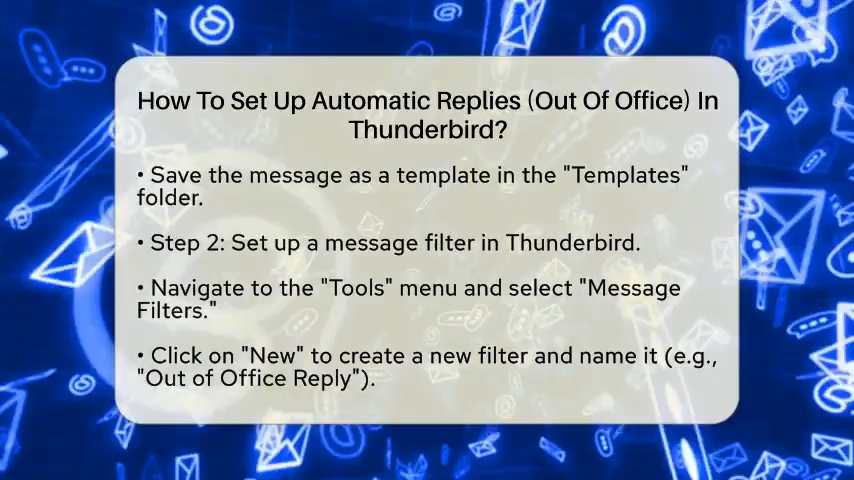 How To Set Up Automatic Replies (Out Of Office) In
Thunderbird?
• Save the message as a template in the "Templates"
folder.
• Step 2: Set up a message filter in Thunderbird.
• Navigate to the "Tools" menu and select "Message
Filters."
• Click on "New" to create a new filter and name it (e.g.,
"Out of Office Reply").